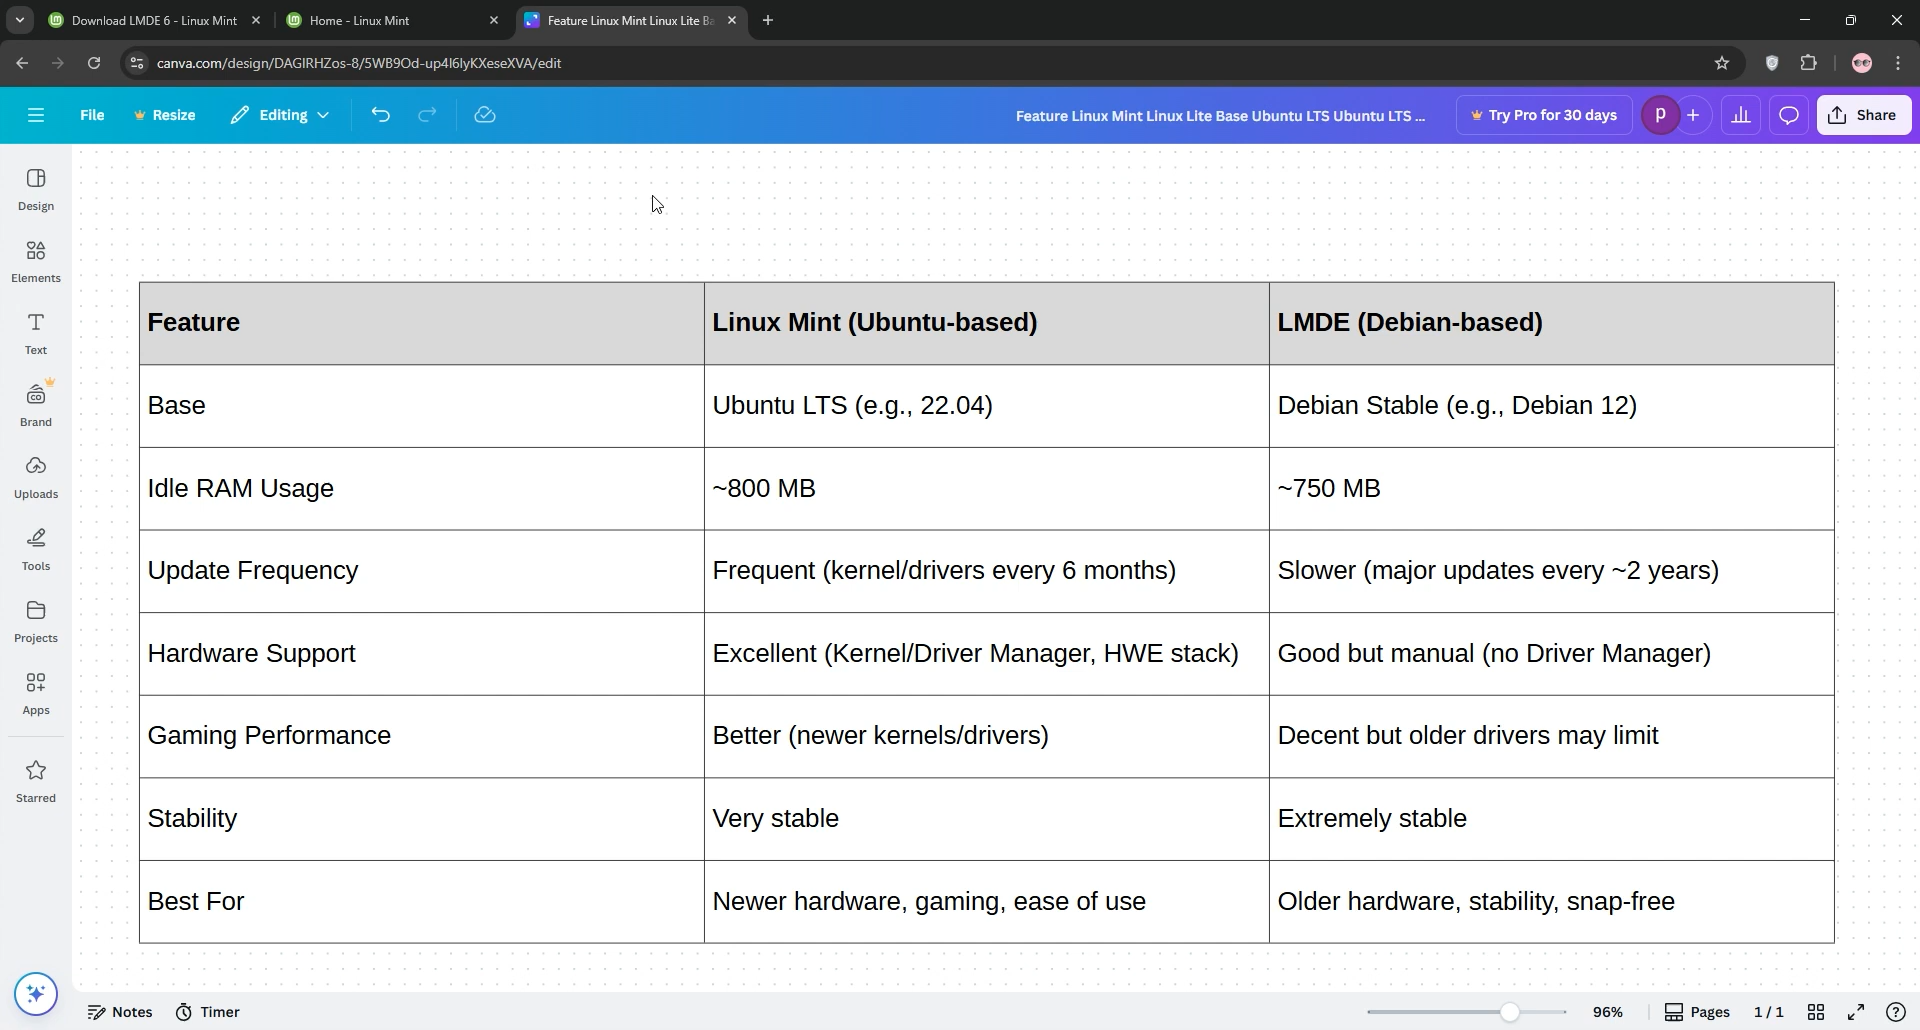 Download LMDE 6 - Linux Mint
Home - Linux Mint
Feature Linux Mint Linux Lite Ba
canva.com/design/DAGIRHZos-8/5WB9Od-up4I6lyKXeseXVA/edit
File
Resize
Editing
Feature Linux Mint Linux Lite Base Ubuntu LTS Ubuntu LTS ...
Try Pro for 30 days
P
Share
Design
Elements
Text
CO
Brand
Uploads
Tools
Projects
Apps
Starred
Feature Linux Mint (Ubuntu-based) LMDE (Debian-based)
Base Ubuntu LTS (e.g., 22.04) Debian Stable (e.g., Debian 12)
Idle RAM Usage ~800 MB ~750 MB
Update Frequency Frequent (kernel/drivers every 6 months) Slower (major updates every ~2 years)
Hardware Support Excellent (Kernel/Driver Manager, HWE stack) Good but manual (no Driver Manager)
Gaming Performance Better (newer kernels/drivers) Decent but older drivers may limit
Stability Very stable Extremely stable
Best For Newer hardware, gaming, ease of use Older hardware, stability, snap-free
Notes
Timer
96%
Pages
1 / 1